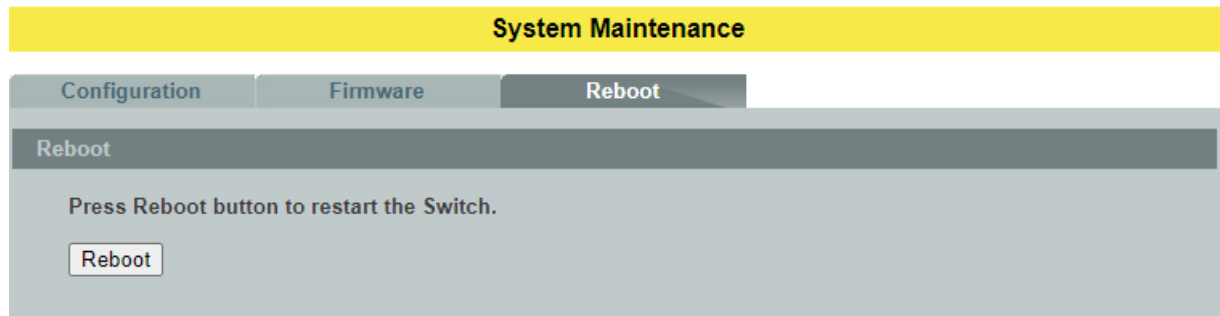 System Maintenance
Configuration Firmware Reboot
Reboot
Press Reboot button to restart the Switch.
Reboot